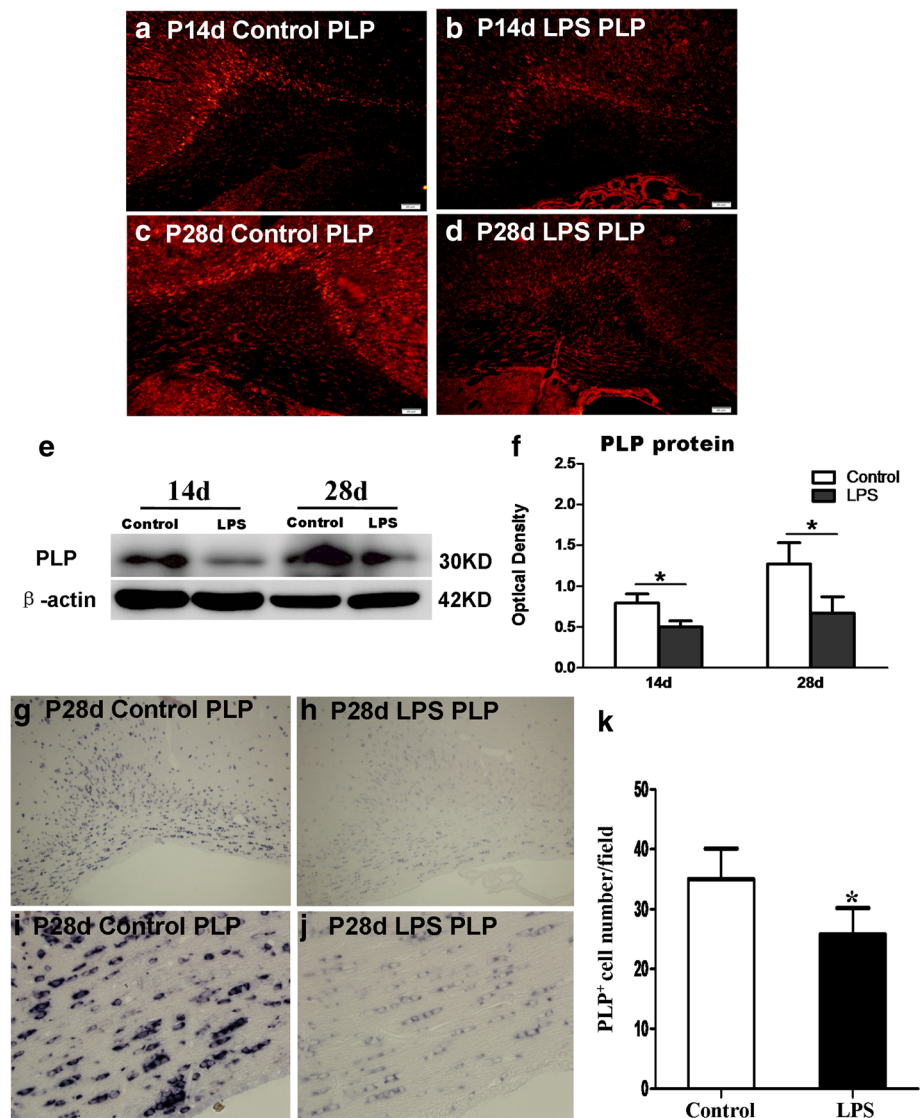 a P14d Control PLP
b P14d LPS PLP
c P28d Control PLP
d P28d LPS PLP
e
14d 28d
Control LPS Control LPS
PLP 30KD
β-actin 42KD
f
PLP protein
Control
LPS
Optical Density
2.5
2.0
1.5
1.0
0.5
0.0
*
*
14d 28d
g P28d Control PLP
h P28d LPS PLP
i P28d Control PLP
j P28d LPS PLP
k
PLP⁺ cell number/field
50
40
30
20
10
0
*
Control LPS